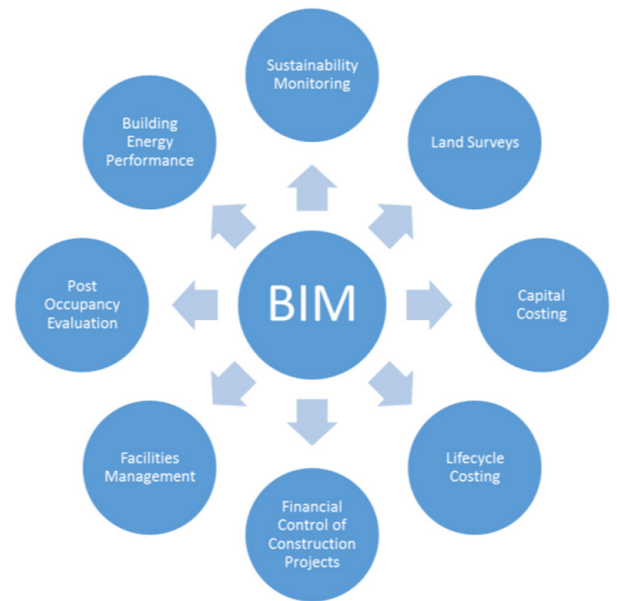 Sustainability
Monitoring
Land Surveys
Capital
Costing
Lifecycle
Costing
Financial
Control of
Construction
Projects
Facilities
Management
Post
Occupancy
Evaluation
Building
Energy
Performance
BIM